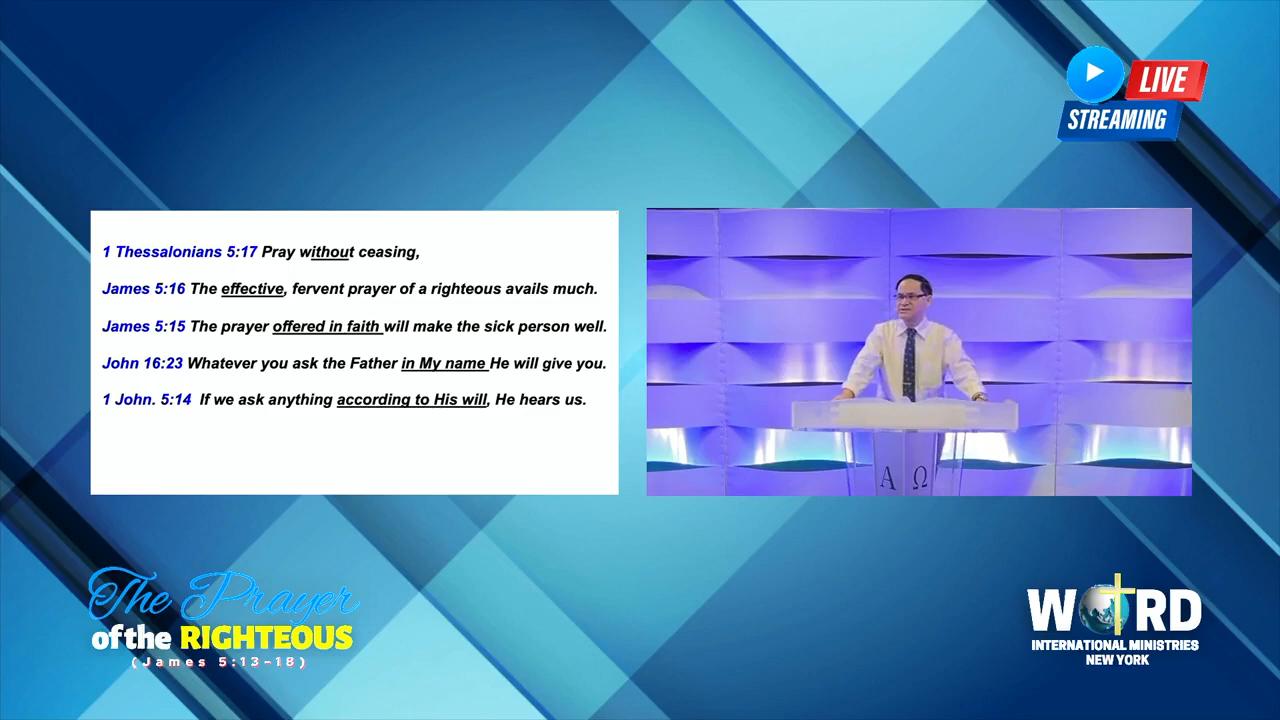 LIVE
STREAMING
1 Thessalonians 5:17 Pray without ceasing,
James 5:16 The effective, fervent prayer of a righteous avails much.
James 5:15 The prayer offered in faith will make the sick person well.
John 16:23 Whatever you ask the Father in My name He will give you.
1 John. 5:14 If we ask anything according to His will, He hears us.
Α Ω
The Prayer
of the RIGHTEOUS
(James 5:13-18)
WORD
INTERNATIONAL MINISTRIES
NEW YORK